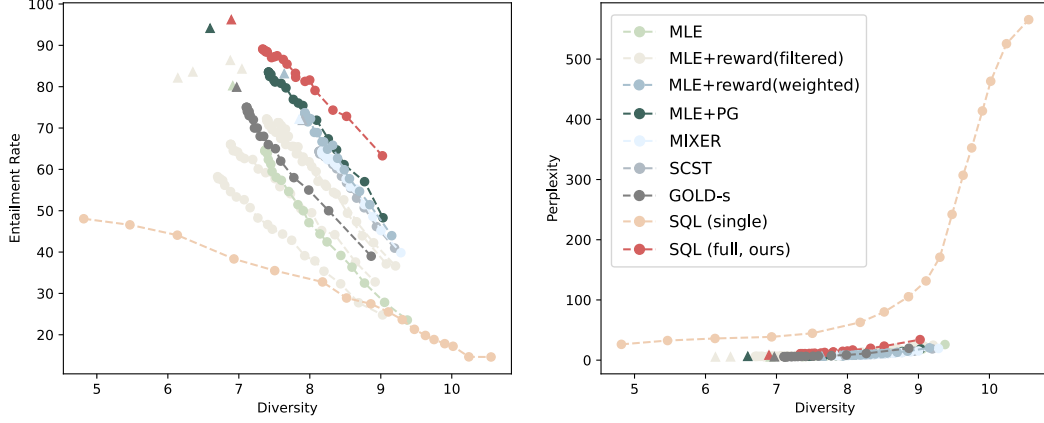 100
90
80
70
60
50
40
30
20
Entailment Rate
5 6 7 8 9 10
Diversity
500
400
300
200
100
0
Perplexity
MLE
MLE+reward(filtered)
MLE+reward(weighted)
MLE+PG
MIXER
SCST
GOLD-s
SQL (single)
SQL (full, ours)
5 6 7 8 9 10
Diversity